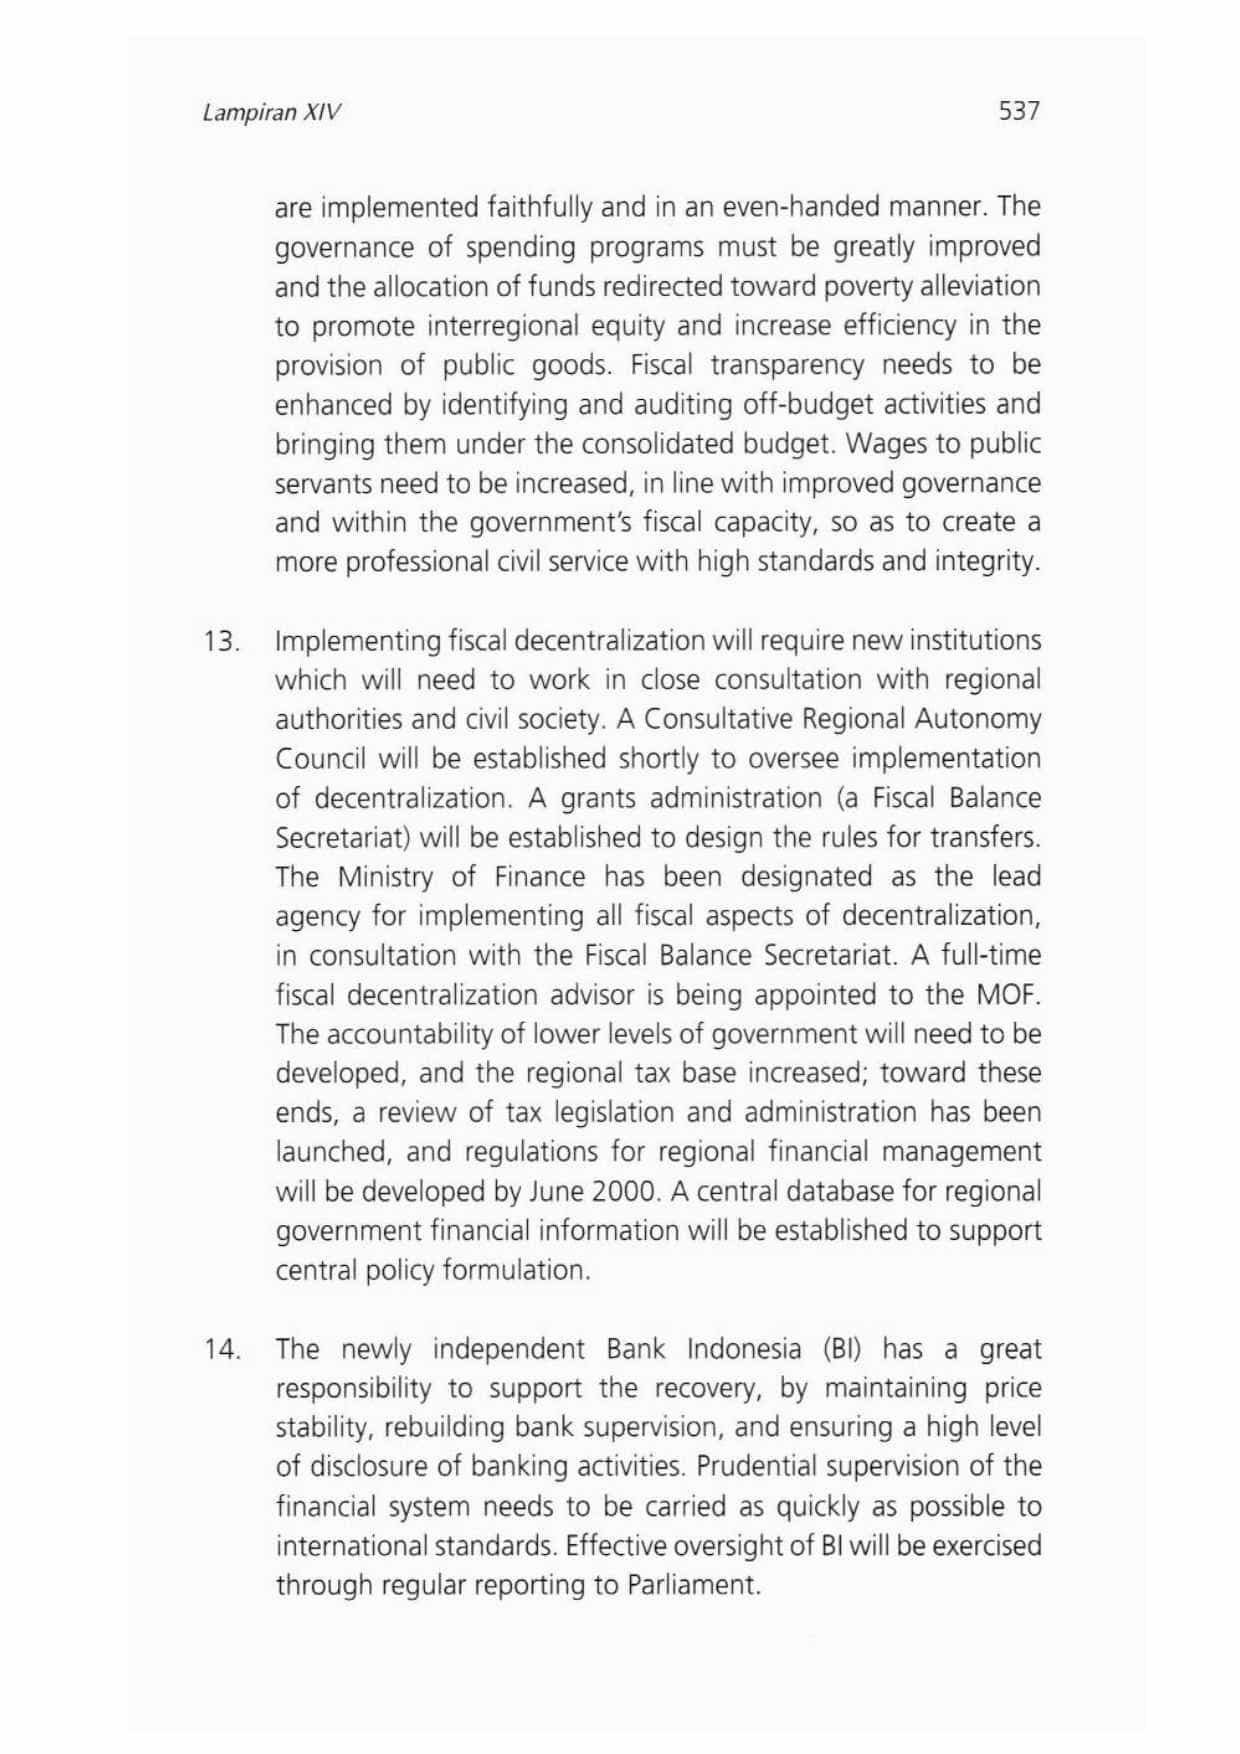 Lampiran XIV 537
are implemented faithfully and in an even-handed manner. The
governance of spending programs must be greatly improved
and the allocation of funds redirected toward poverty alleviation
to promote interregional equity and increase efficiency in the
provision of public goods. Fiscal transparency needs to be
enhanced by identifying and auditing off-budget activities and
bringing them under the consolidated budget. Wages to public
servants need to be increased, in line with improved governance
and within the government's fiscal capacity, so as to create a
more professional civil service with high standards and integrity.
13. Implementing fiscal decentralization will require new institutions
which will need to work in close consultation with regional
authorities and civil society. A Consultative Regional Autonomy
Council will be established shortly to oversee implementation
of decentralization. A grants administration (a Fiscal Balance
Secretariat) will be established to design the rules for transfers.
The Ministry of Finance has been designated as the lead
agency for implementing all fiscal aspects of decentralization,
in consultation with the Fiscal Balance Secretariat. A full-time
fiscal decentralization advisor is being appointed to the MOF.
The accountability of lower levels of government will need to be
developed, and the regional tax base increased; toward these
ends, a review of tax legislation and administration has been
launched, and regulations for regional financial management
will be developed by June 2000. A central database for regional
government financial information will be established to support
central policy formulation.
14. The newly independent Bank Indonesia (BI) has a great
responsibility to support the recovery, by maintaining price
stability, rebuilding bank supervision, and ensuring a high level
of disclosure of banking activities. Prudential supervision of the
financial system needs to be carried as quickly as possible to
international standards. Effective oversight of BI will be exercised
through regular reporting to Parliament.